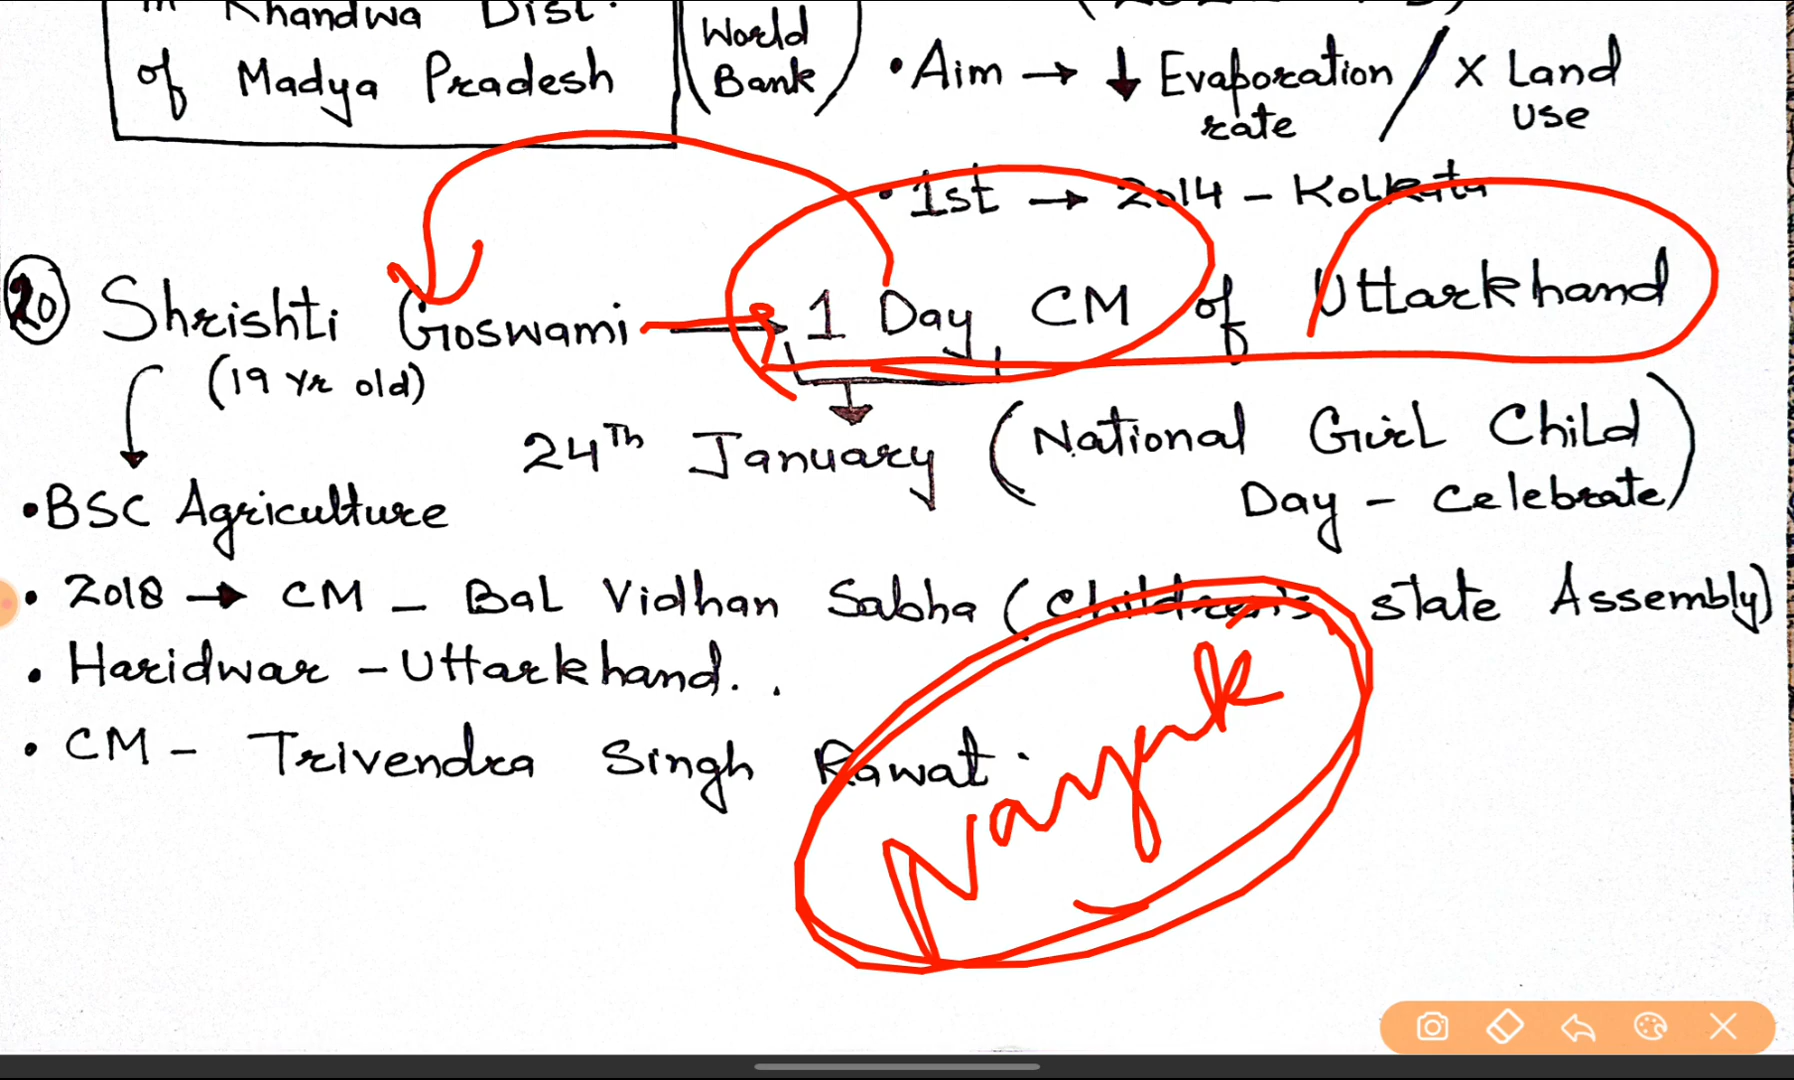 Khandwa Dist.
of Madya Pradesh
World
Bank
• Aim → ↓ Evaporation / x Land
rate use
• 1st → 2014 - Kolkata
20 Shrishti Goswami → 1 Day CM of Uttarkhand
(19 Yr old)
24Th January (National Girl Child
Day - Celebrate)
• BSC Agriculture
• 2018 → CM - Bal Vidhan Sabha (Children's state Assembly)
• Haridwar - Uttarkhand. .
• CM - Trivendra Singh Rawat.
Nayak